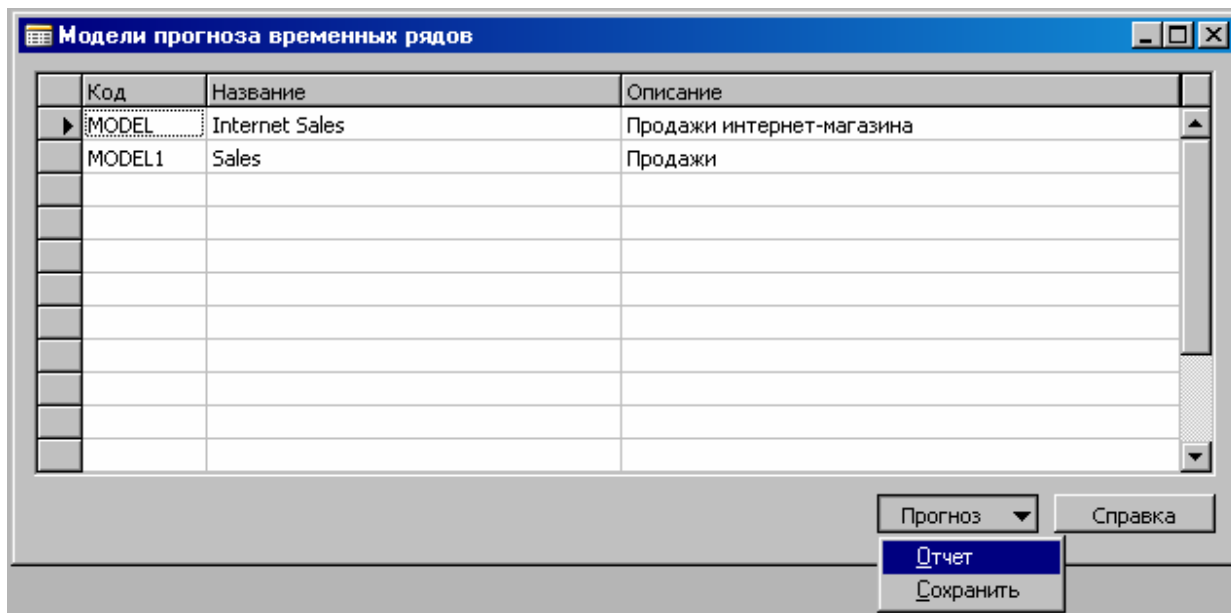 Модели прогноза временных рядов
Код Название Описание
MODEL Internet Sales Продажи интернет-магазина
MODEL1 Sales Продажи
Прогноз Справка
Отчет
Сохранить